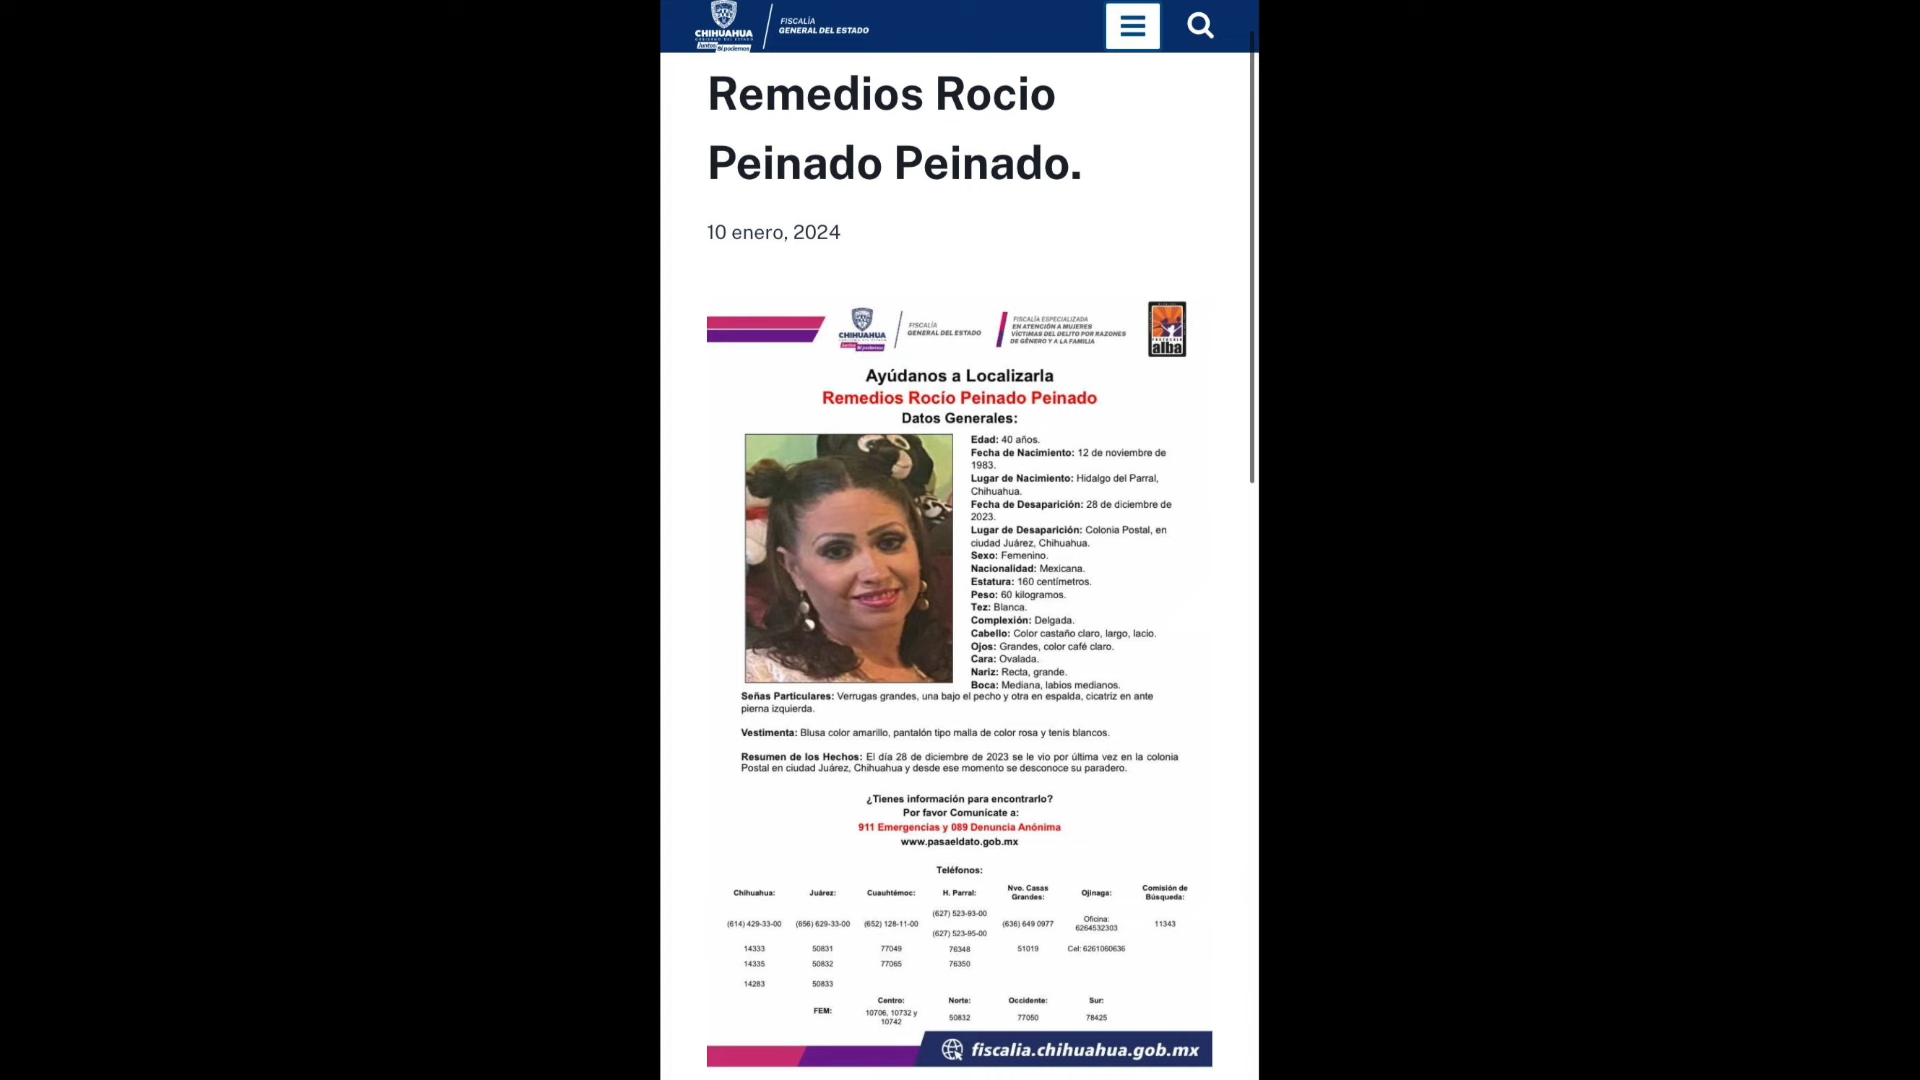 CHIHUAHUA
GOBIERNO DEL ESTADO
Juntos Sí podemos
FISCALÍA
GENERAL DEL ESTADO
Remedios Rocio
Peinado Peinado.
10 enero, 2024
CHIHUAHUA
Juntos Sí podemos
FISCALÍA
GENERAL DEL ESTADO
FISCALÍA ESPECIALIZADA
EN ATENCIÓN A MUJERES
VÍCTIMAS DEL DELITO POR RAZONES
DE GÉNERO Y A LA FAMILIA
PROTOCOLO
alba
Ayúdanos a Localizarla
Remedios Rocío Peinado Peinado
Datos Generales:
Edad: 40 años.
Fecha de Nacimiento: 12 de noviembre de
1983.
Lugar de Nacimiento: Hidalgo del Parral,
Chihuahua.
Fecha de Desaparición: 28 de diciembre de
2023.
Lugar de Desaparición: Colonia Postal, en
ciudad Juárez, Chihuahua.
Sexo: Femenino.
Nacionalidad: Mexicana.
Estatura: 160 centímetros.
Peso: 60 kilogramos.
Tez: Blanca.
Complexión: Delgada.
Cabello: Color castaño claro, largo, lacio.
Ojos: Grandes, color café claro.
Cara: Ovalada.
Nariz: Recta, grande.
Boca: Mediana, labios medianos.
Señas Particulares: Verrugas grandes, una bajo el pecho y otra en espalda, cicatriz en ante
pierna izquierda.
Vestimenta: Blusa color amarillo, pantalón tipo malla de color rosa y tenis blancos.
Resumen de los Hechos: El día 28 de diciembre de 2023 se le vio por última vez en la colonia
Postal en ciudad Juárez, Chihuahua y desde ese momento se desconoce su paradero.
¿Tienes información para encontrarlo?
Por favor Comunícate a:
911 Emergencias y 089 Denuncia Anónima
www.pasaeldato.gob.mx
Teléfonos:
Chihuahua: Juárez: Cuauhtémoc: H. Parral: Nvo. Casas Grandes: Ojinaga: Comisión de Búsqueda:
(614) 429-33-00 (656) 629-33-00 (652) 128-11-00 (627) 523-93-00 (627) 523-95-00 (636) 649 0977 Oficina: 6264532303 11343
14333 50831 77049 76348 51019 Cel: 6261060636
14335 50832 77065 76350
14283 50833
FEM: Centro: 10706, 10732 y 10742 Norte: 50832 Occidente: 77050 Sur: 78425
fiscalia.chihuahua.gob.mx